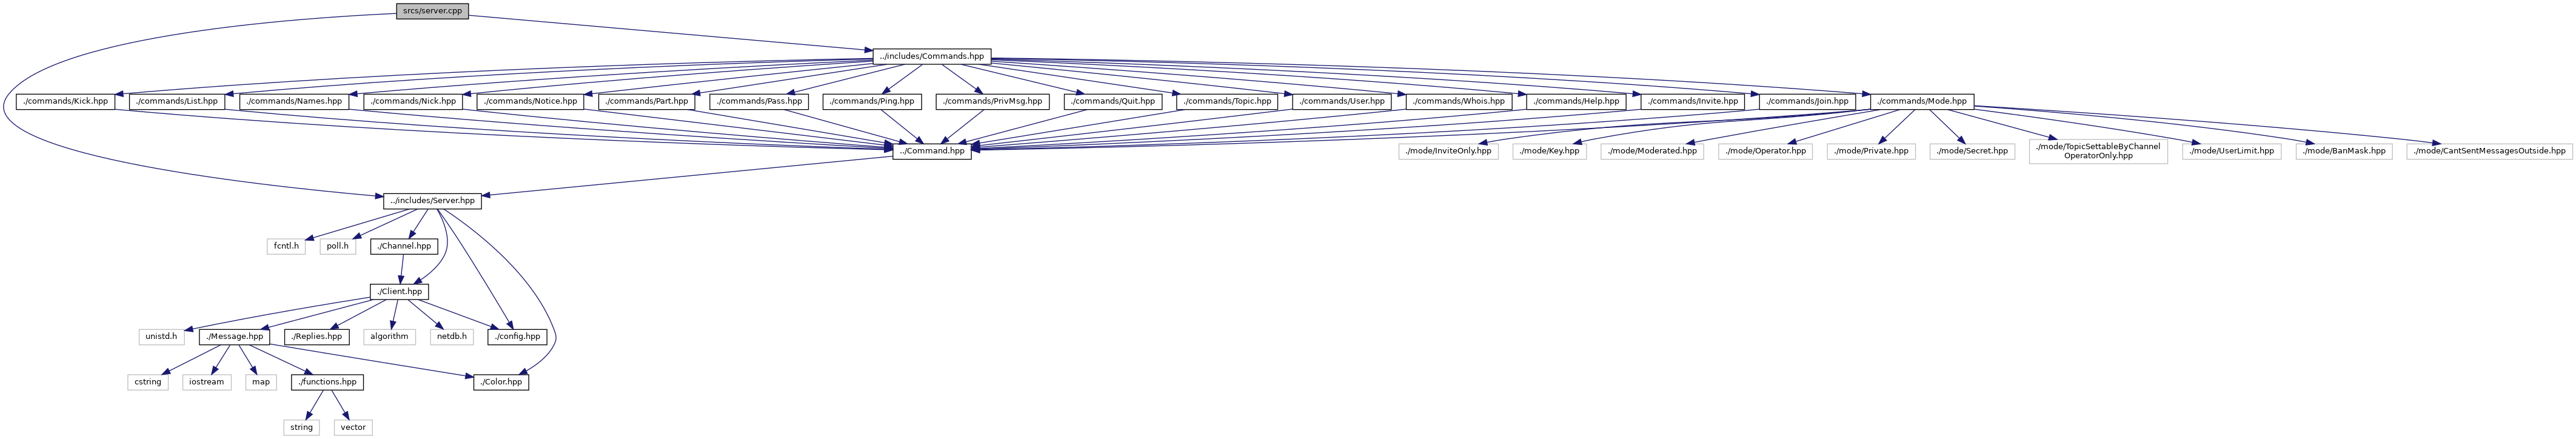 srcs/server.cpp
../includes/Commands.hpp
./commands/Kick.hpp
./commands/List.hpp
./commands/Names.hpp
./commands/Nick.hpp
./commands/Notice.hpp
./commands/Part.hpp
./commands/Pass.hpp
./commands/Ping.hpp
./commands/PrivMsg.hpp
./commands/Quit.hpp
./commands/Topic.hpp
./commands/User.hpp
./commands/Whois.hpp
./commands/Help.hpp
./commands/Invite.hpp
./commands/Join.hpp
./commands/Mode.hpp
../Command.hpp
./mode/InviteOnly.hpp
./mode/Key.hpp
./mode/Moderated.hpp
./mode/Operator.hpp
./mode/Private.hpp
./mode/Secret.hpp
./mode/TopicSettableByChannel
OperatorOnly.hpp
./mode/UserLimit.hpp
./mode/BanMask.hpp
./mode/CantSentMessagesOutside.hpp
../includes/Server.hpp
fcntl.h
poll.h
./Channel.hpp
./Client.hpp
unistd.h
./Message.hpp
./Replies.hpp
algorithm
netdb.h
./config.hpp
cstring
iostream
map
./functions.hpp
./Color.hpp
string
vector